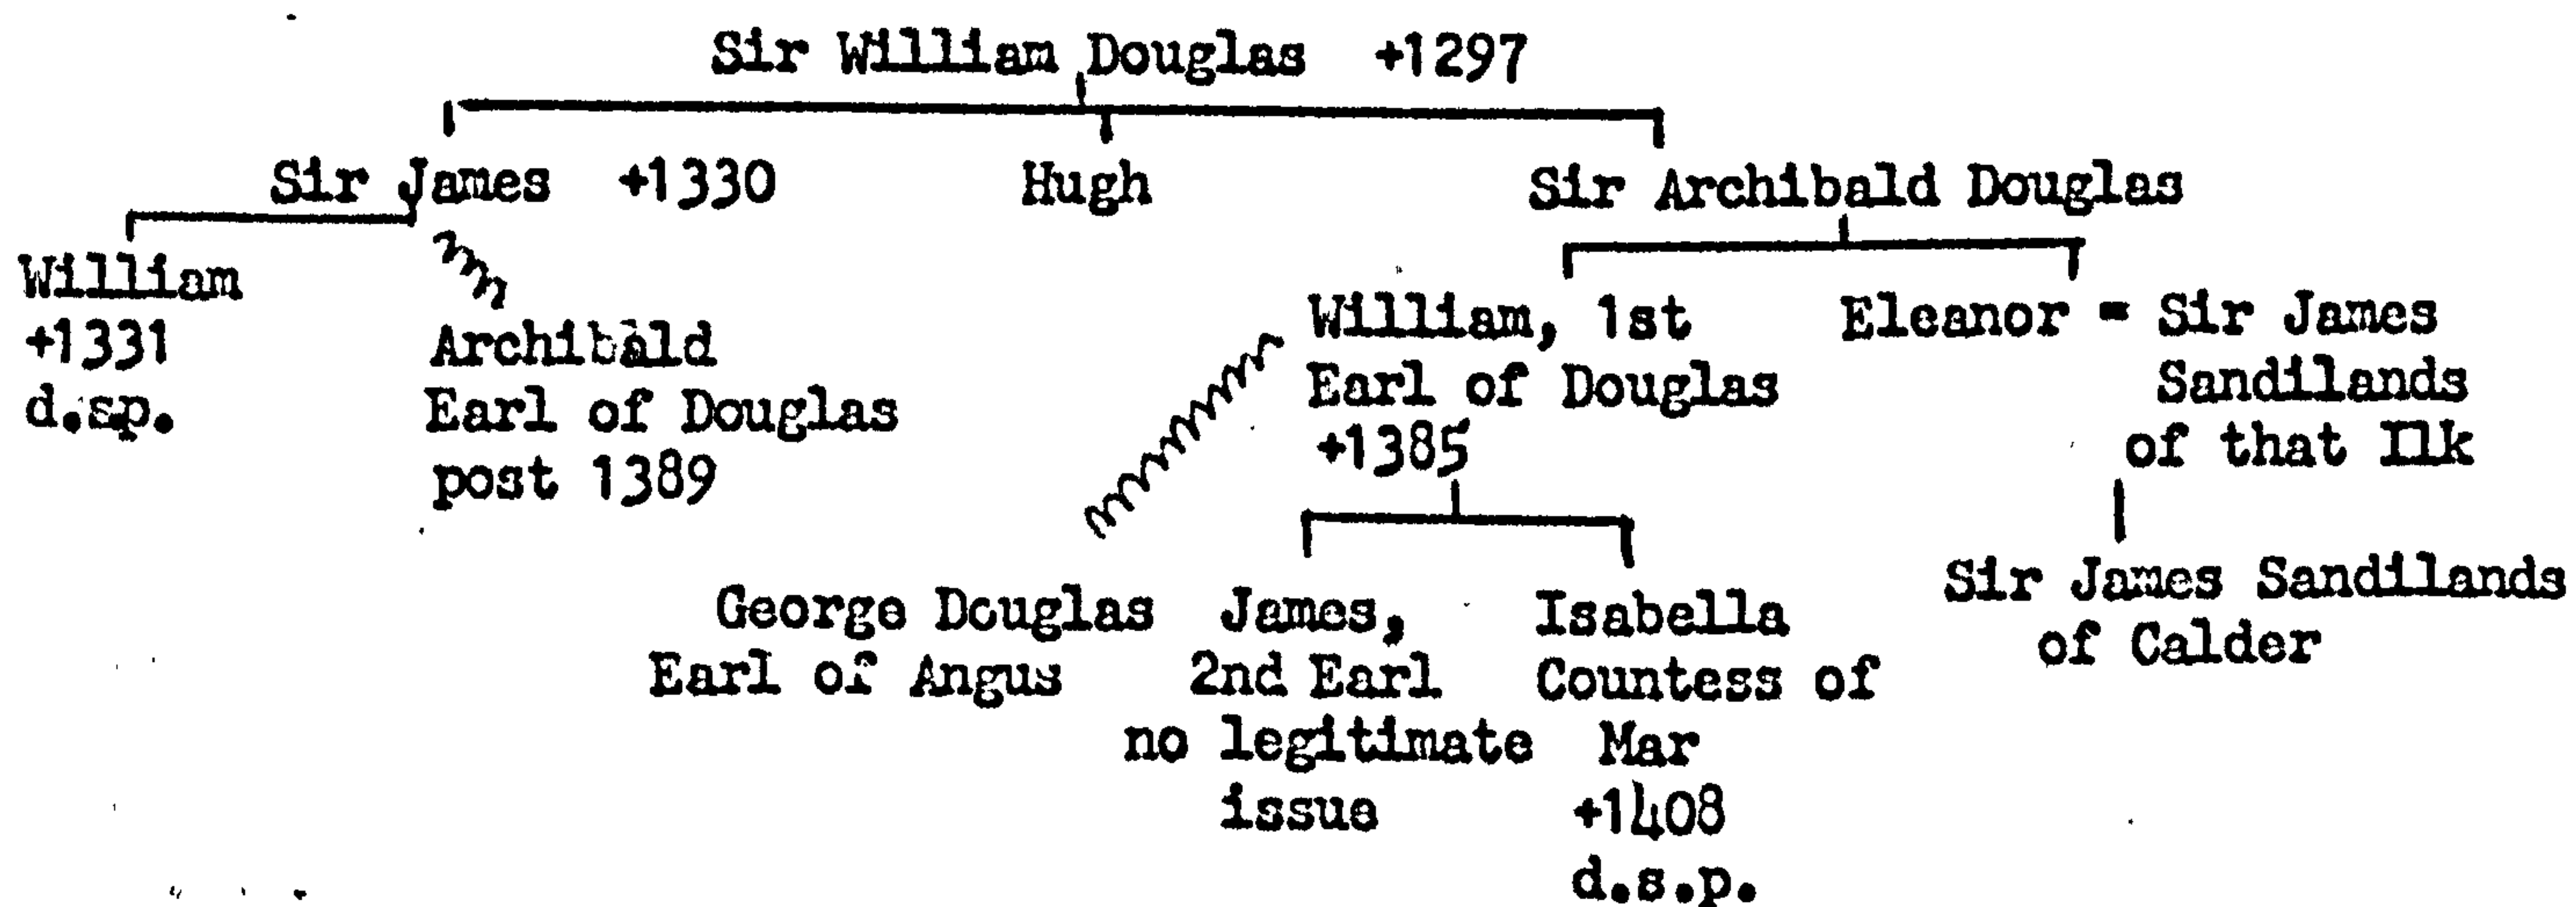 Sir William Douglas +1297
Sir James +1330 Hugh Sir Archibald Douglas
William
+1331
d.sp.
Archibald
Earl of Douglas
post 1389
William, 1st
Earl of Douglas
+1385
Eleanor = Sir James
Sandilands
of that Ilk
George Douglas
Earl of Angus
James,
2nd Earl
no legitimate
issue
Isabella
Countess of
Mar
+1408
d.s.p.
Sir James Sandilands
of Calder